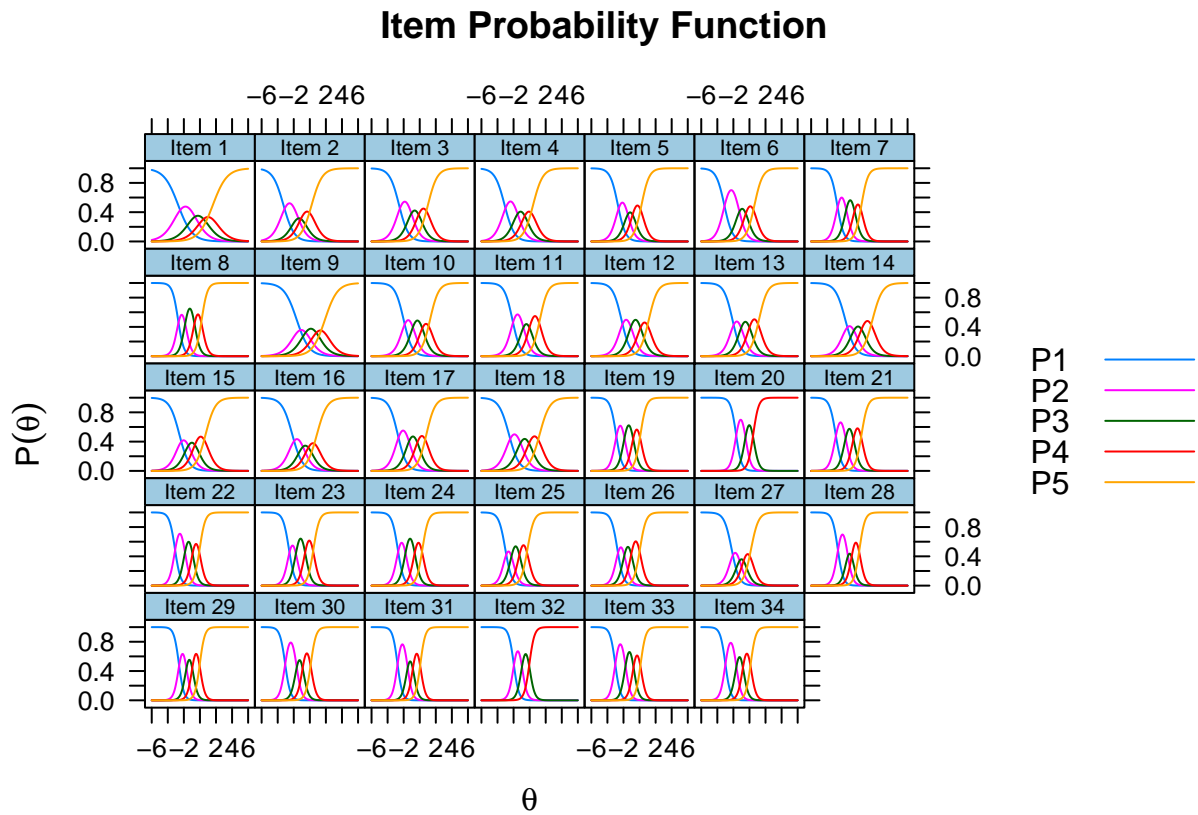 Item Probability Function
−6−2 246 −6−2 246 −6−2 246
Item 1 Item 2 Item 3 Item 4 Item 5 Item 6 Item 7
0.8
0.4
0.0
Item 8 Item 9 Item 10 Item 11 Item 12 Item 13 Item 14
0.8
0.4
0.0
Item 15 Item 16 Item 17 Item 18 Item 19 Item 20 Item 21
0.8
0.4
0.0
Item 22 Item 23 Item 24 Item 25 Item 26 Item 27 Item 28
0.8
0.4
0.0
Item 29 Item 30 Item 31 Item 32 Item 33 Item 34
0.8
0.4
0.0
−6−2 246 −6−2 246 −6−2 246
θ
P(θ)
P1
P2
P3
P4
P5